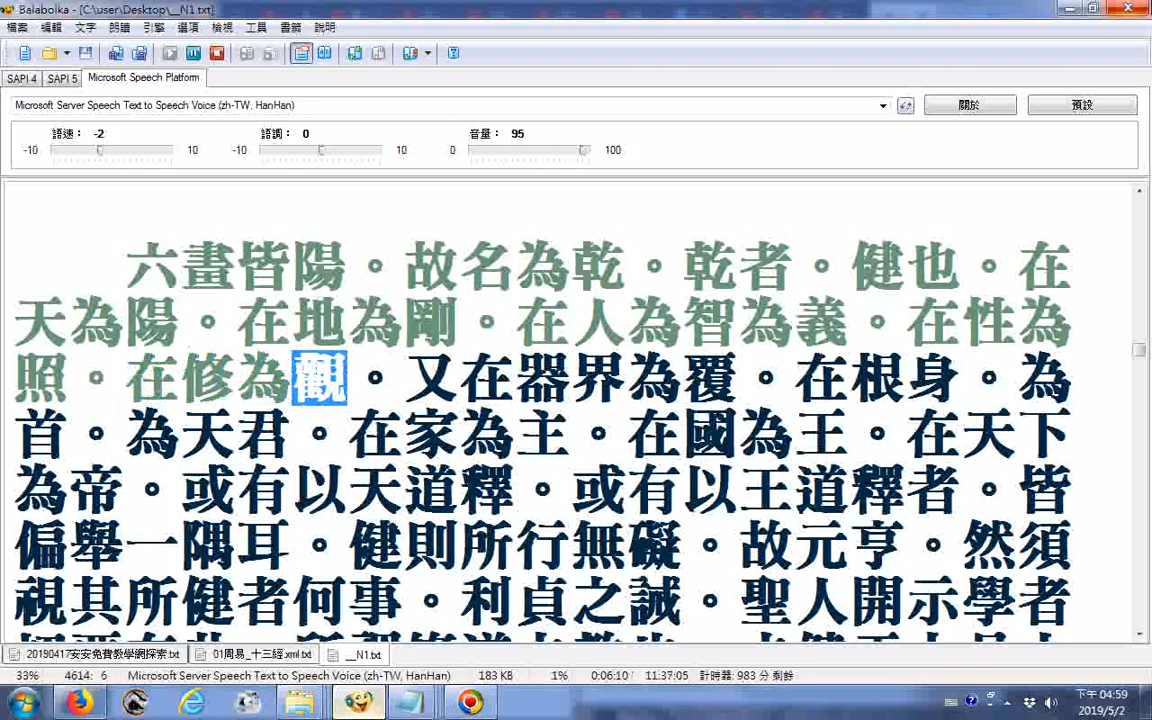 Balabolka - [C:\user\Desktop\__N1.txt]
檔案 編輯 文字 朗讀 引擎 選項 檢視 工具 書籤 說明
SAPI 4 SAPI 5 Microsoft Speech Platform
Microsoft Server Speech Text to Speech Voice (zh-TW, HanHan) 關於 預設
語速： -2 語調： 0 音量： 95
-10 10 -10 10 0 100
六畫皆陽。故名為乾。乾者。健也。在
天為陽。在地為剛。在人為智為義。在性為
照。在修為觀。又在器界為覆。在根身。為
首。為天君。在家為主。在國為王。在天下
為帝。或有以天道釋。或有以王道釋者。皆
偏舉一隅耳。健則所行無礙。故元亨。然須
視其所健者何事。利貞之誡。聖人開示學者
20190417安安免費教學網探索.txt 01周易_十三經.xml.txt __N1.txt
33% 4614: 6 Microsoft Server Speech Text to Speech Voice (zh-TW, HanHan) 183 KB 1% 0:06:10 11:37:05 計時器: 983 分 剩餘
下午 04:59
2019/5/2